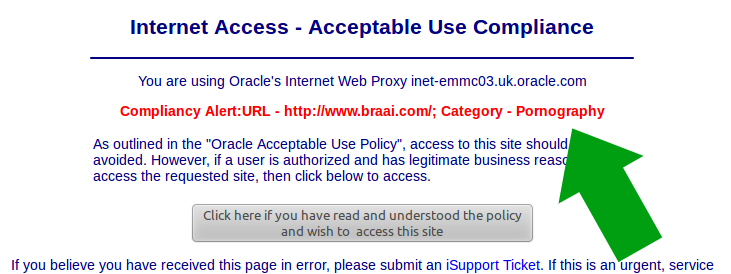 Internet Access - Acceptable Use Compliance
You are using Oracle's Internet Web Proxy inet-emmc03.uk.oracle.com
Compliancy Alert:URL - http://www.braai.com/; Category - Pornography
As outlined in the "Oracle Acceptable Use Policy", access to this site should
avoided. However, if a user is authorized and has legitimate business
access the requested site, then click below to access.
Click here if you have read and understood the policy
and wish to access this site
If you believe you have received this page in error, please submit an iSupport Ticket. If this is an urgent, service